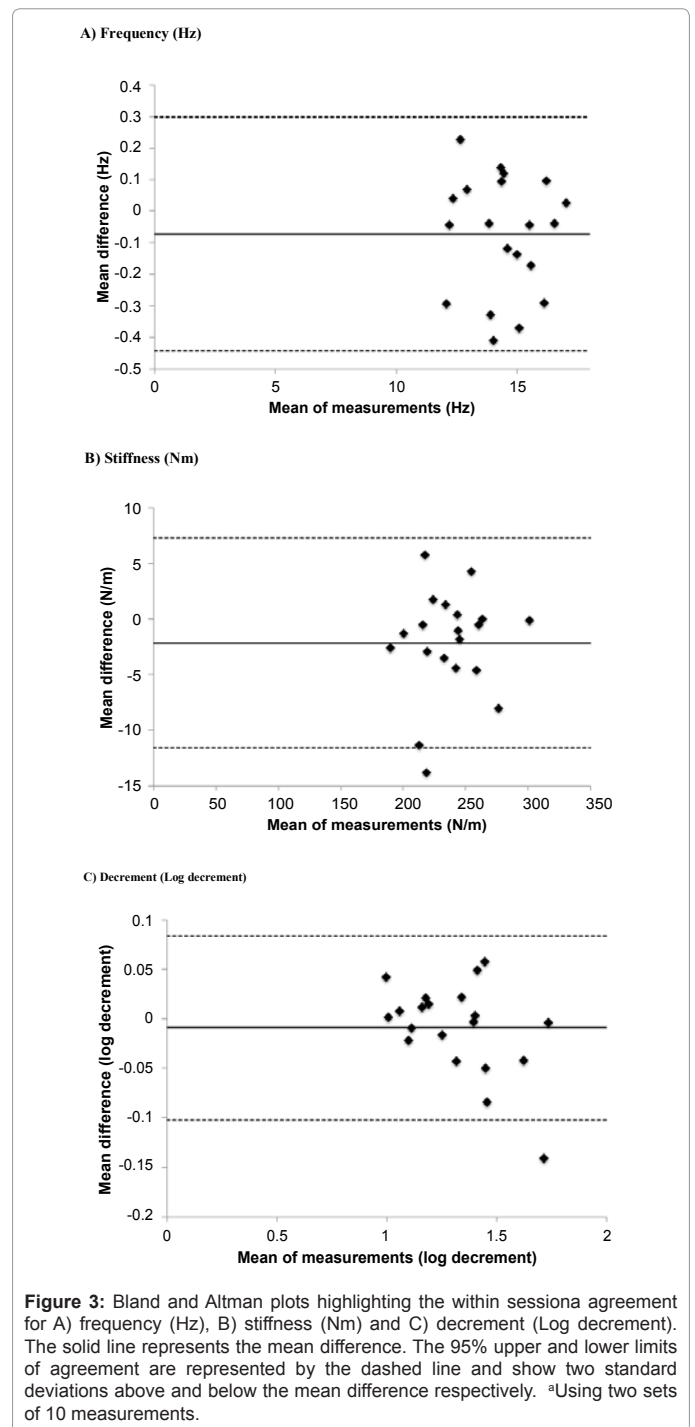 A) Frequency (Hz)
0.4
0.3
0.2
0.1
0
-0.1
-0.2
-0.3
-0.4
-0.5
Mean difference (Hz)
0 5 10 15
Mean of measurements (Hz)
B) Stiffness (Nm)
10
5
0
-5
-10
-15
Mean difference (N/m)
0 50 100 150 200 250 300 350
Mean of measurements (N/m)
C) Decrement (Log decrement)
0.1
0.05
0
-0.05
-0.1
-0.15
-0.2
Mean difference (log decrement)
0 0.5 1 1.5 2
Mean of measurements (log decrement)
Figure 3: Bland and Altman plots highlighting the within sessiona agreement
for A) frequency (Hz), B) stiffness (Nm) and C) decrement (Log decrement).
The solid line represents the mean difference. The 95% upper and lower limits
of agreement are represented by the dashed line and show two standard
deviations above and below the mean difference respectively. ᵃUsing two sets
of 10 measurements.